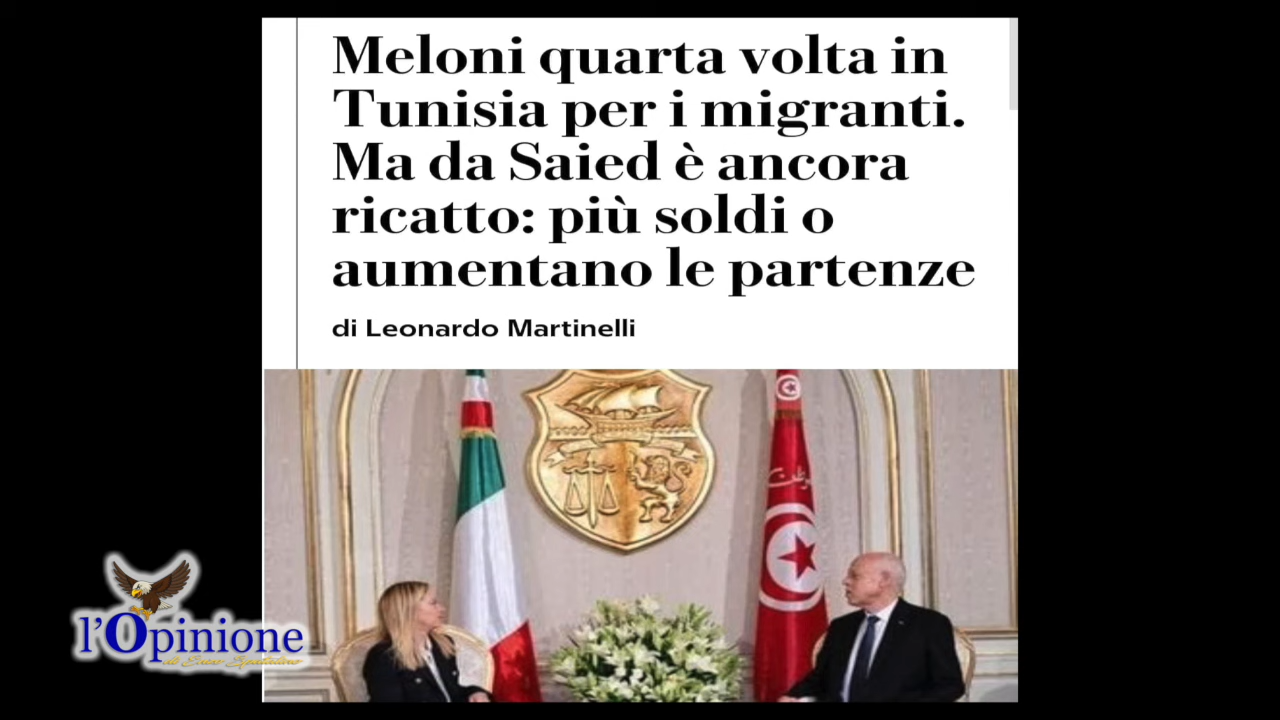 Meloni quarta volta in
Tunisia per i migranti.
Ma da Saied è ancora
ricatto: più soldi o
aumentano le partenze
di Leonardo Martinelli
l'Opinione